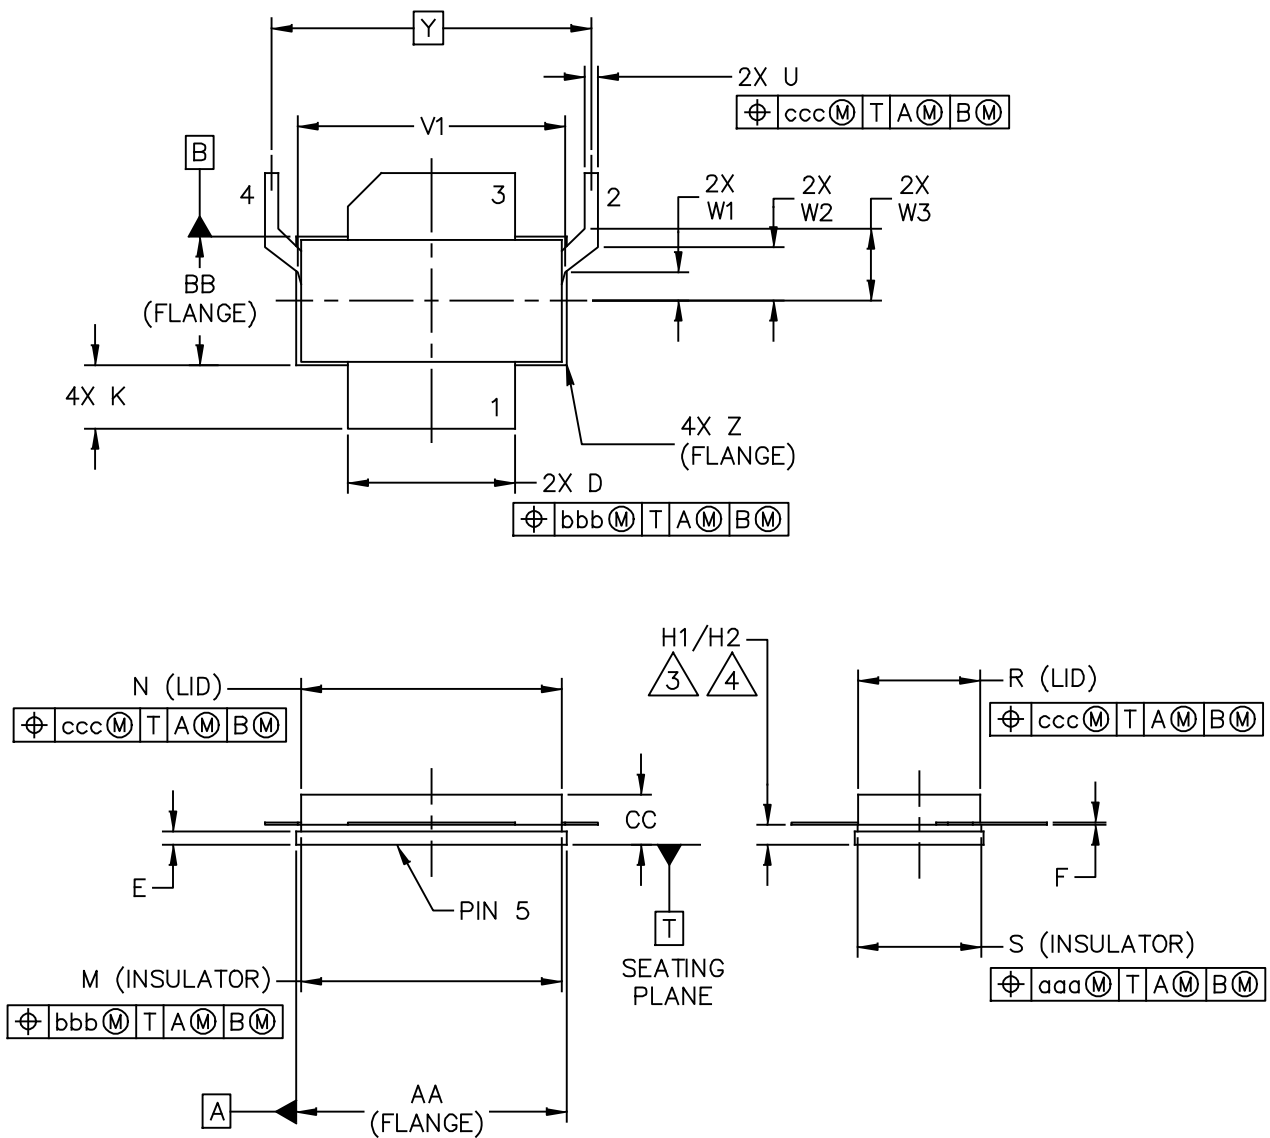 Y
2X U
⌖ ccc Ⓜ T A Ⓜ B Ⓜ
V1
B
4
3
2
2X
W1
2X
W2
2X
W3
BB
(FLANGE)
4X K
1
4X Z
(FLANGE)
2X D
⌖ bbb Ⓜ T A Ⓜ B Ⓜ
H1/H2
3 4
N (LID)
⌖ ccc Ⓜ T A Ⓜ B Ⓜ
R (LID)
⌖ ccc Ⓜ T A Ⓜ B Ⓜ
CC
E
F
PIN 5
T
SEATING
PLANE
S (INSULATOR)
⌖ aaa Ⓜ T A Ⓜ B Ⓜ
M (INSULATOR)
⌖ bbb Ⓜ T A Ⓜ B Ⓜ
A
AA
(FLANGE)